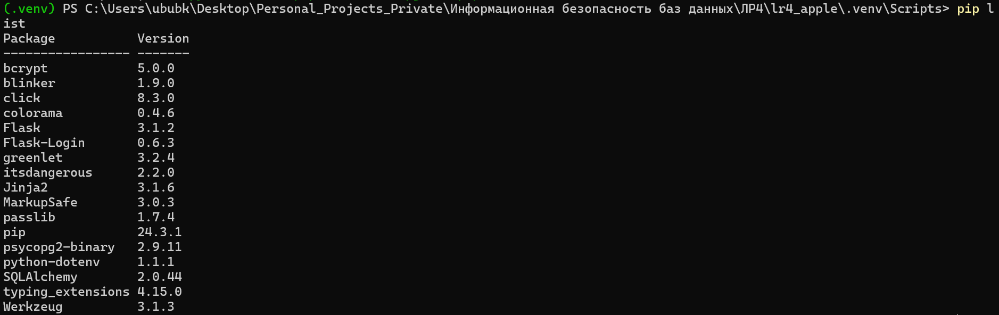 (.venv) PS C:\Users\ububk\Desktop\Personal_Projects_Private\Информационная безопасность баз данных\ЛР4\lr4_apple\.venv\Scripts> pip l
ist
Package           Version
----------------- -------
bcrypt            5.0.0
blinker           1.9.0
click             8.3.0
colorama          0.4.6
Flask             3.1.2
Flask-Login       0.6.3
greenlet          3.2.4
itsdangerous      2.2.0
Jinja2            3.1.6
MarkupSafe        3.0.3
passlib           1.7.4
pip               24.3.1
psycopg2-binary   2.9.11
python-dotenv     1.1.1
SQLAlchemy        2.0.44
typing_extensions 4.15.0
Werkzeug          3.1.3